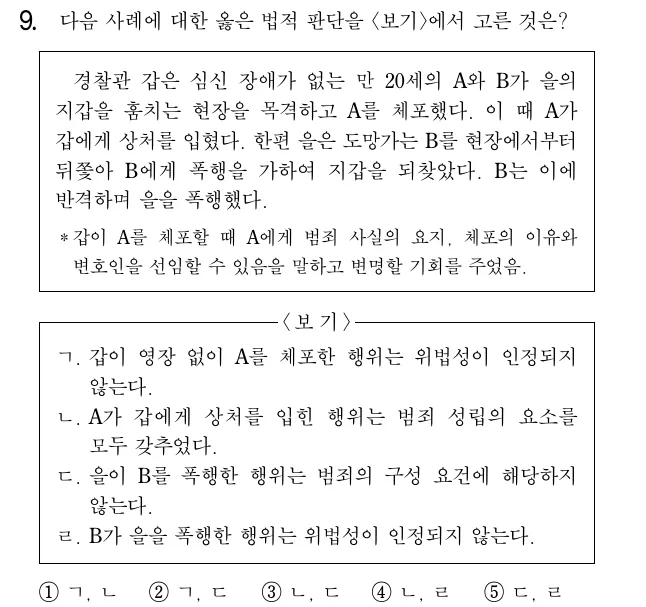 9. 다음 사례에 대한 옳은 법적 판단을 〈보기〉에서 고른 것은?
경찰관 갑은 심신 장애가 없는 만 20세의 A와 B가 을의
지갑을 훔치는 현장을 목격하고 A를 체포했다. 이 때 A가
갑에게 상처를 입혔다. 한편 을은 도망가는 B를 현장에서부터
뒤쫓아 B에게 폭행을 가하여 지갑을 되찾았다. B는 이에
반격하며 을을 폭행했다.
* 갑이 A를 체포할 때 A에게 범죄 사실의 요지, 체포의 이유와
변호인을 선임할 수 있음을 말하고 변명할 기회를 주었음.
〈보 기〉
ㄱ. 갑이 영장 없이 A를 체포한 행위는 위법성이 인정되지
않는다.
ㄴ. A가 갑에게 상처를 입힌 행위는 범죄 성립의 요소를
모두 갖추었다.
ㄷ. 을이 B를 폭행한 행위는 범죄의 구성 요건에 해당하지
않는다.
ㄹ. B가 을을 폭행한 행위는 위법성이 인정되지 않는다.
① ㄱ, ㄴ ② ㄱ, ㄷ ③ ㄴ, ㄷ ④ ㄴ, ㄹ ⑤ ㄷ, ㄹ